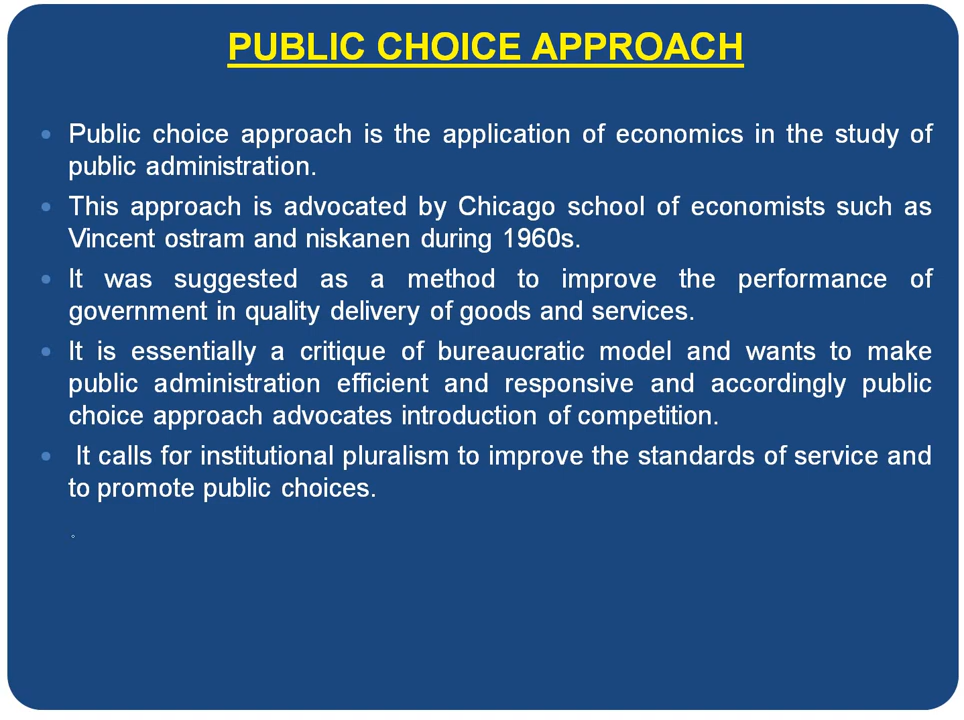 PUBLIC CHOICE APPROACH
Public choice approach is the application of economics in the study of
public administration.
This approach is advocated by Chicago school of economists such as
Vincent ostram and niskanen during 1960s.
It was suggested as a method to improve the performance of
government in quality delivery of goods and services.
It is essentially a critique of bureaucratic model and wants to make
public administration efficient and responsive and accordingly public
choice approach advocates introduction of competition.
It calls for institutional pluralism to improve the standards of service and
to promote public choices.